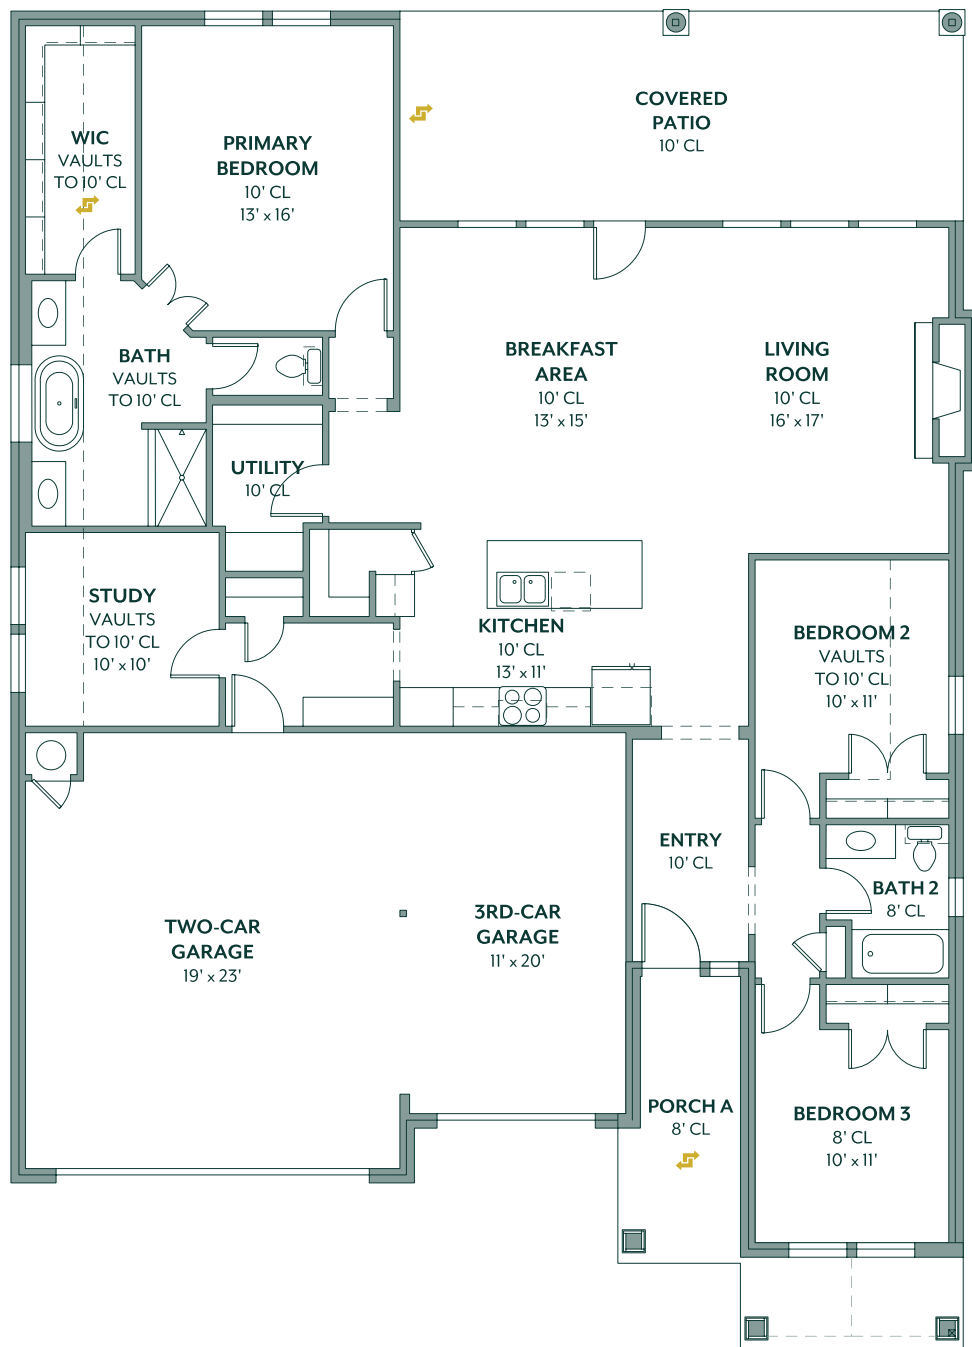 COVERED
PATIO
10' CL
WIC
VAULTS
TO 10' CL
PRIMARY
BEDROOM
10' CL
13' x 16'
BATH
VAULTS
TO 10' CL
BREAKFAST
AREA
10' CL
13' x 15'
LIVING
ROOM
10' CL
16' x 17'
UTILITY
10' CL
STUDY
VAULTS
TO 10' CL
10' x 10'
KITCHEN
10' CL
13' x 11'
BEDROOM 2
VAULTS
TO 10' CL
10' x 11'
ENTRY
10' CL
BATH 2
8' CL
TWO-CAR
GARAGE
19' x 23'
3RD-CAR
GARAGE
11' x 20'
PORCH A
8' CL
BEDROOM 3
8' CL
10' x 11'